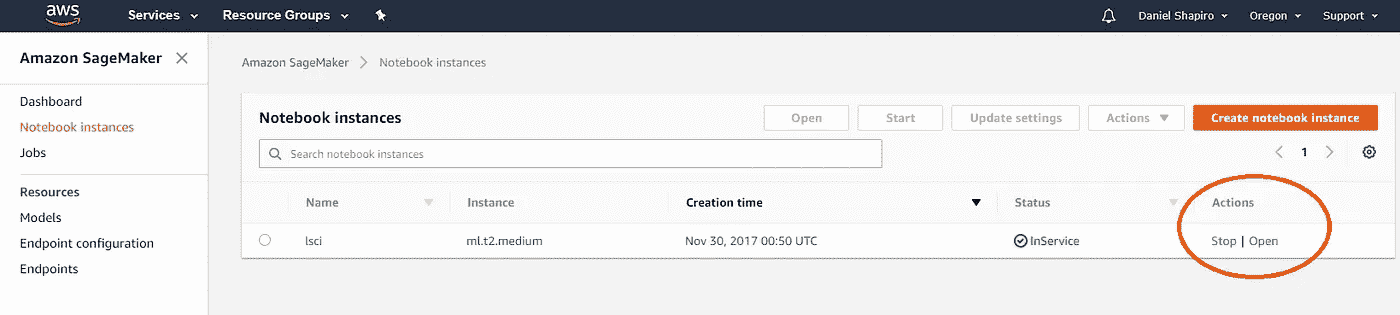 aws Services Resource Groups Daniel Shapiro Oregon Support
Amazon SageMaker
Dashboard
Notebook instances
Jobs
Resources
Models
Endpoint configuration
Endpoints
Amazon SageMaker > Notebook instances
Notebook instances Open Start Update settings Actions Create notebook instance
Search notebook instances < 1 >
Name Instance Creation time Status Actions
lsci ml.t2.medium Nov 30, 2017 00:50 UTC InService Stop | Open